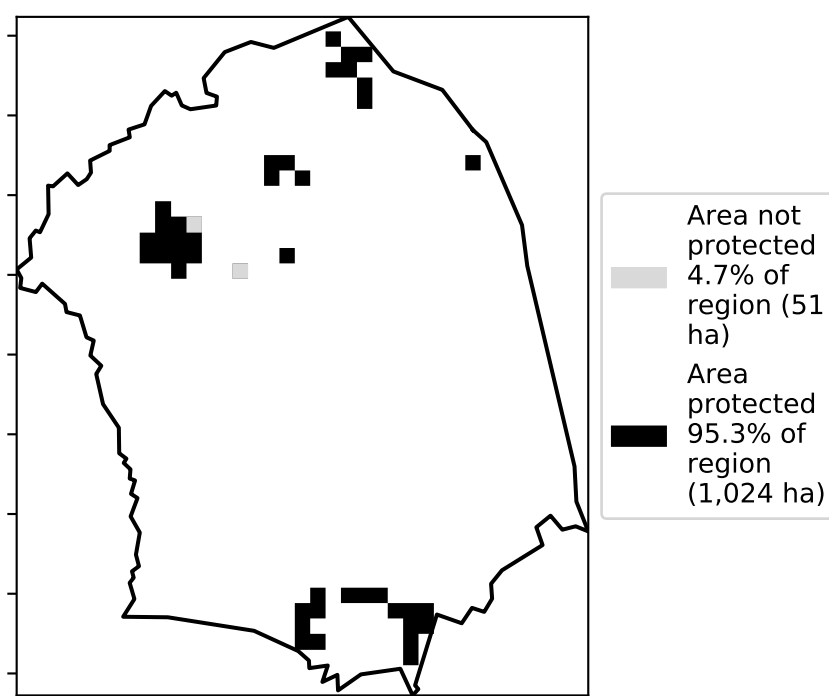 Area not
protected
4.7% of
region (51
ha)
Area
protected
95.3% of
region
(1,024 ha)